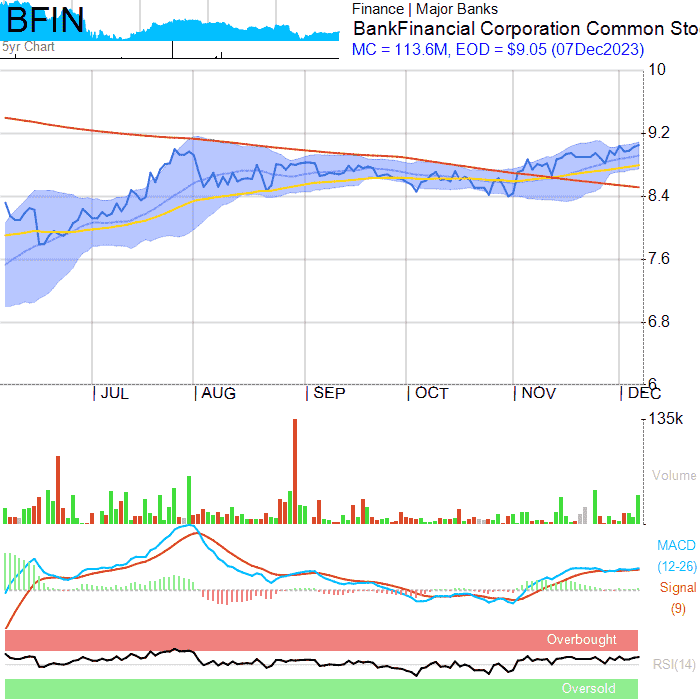 BFIN
5yr Chart
Finance | Major Banks
BankFinancial Corporation Common Sto
MC = 113.6M, EOD = $9.05 (07Dec2023)
10
9.2
8.4
7.6
6.8
6
JUL AUG SEP OCT NOV DEC
135k
Volume
MACD
(12-26)
Signal
(9)
Overbought
RSI(14)
Oversold